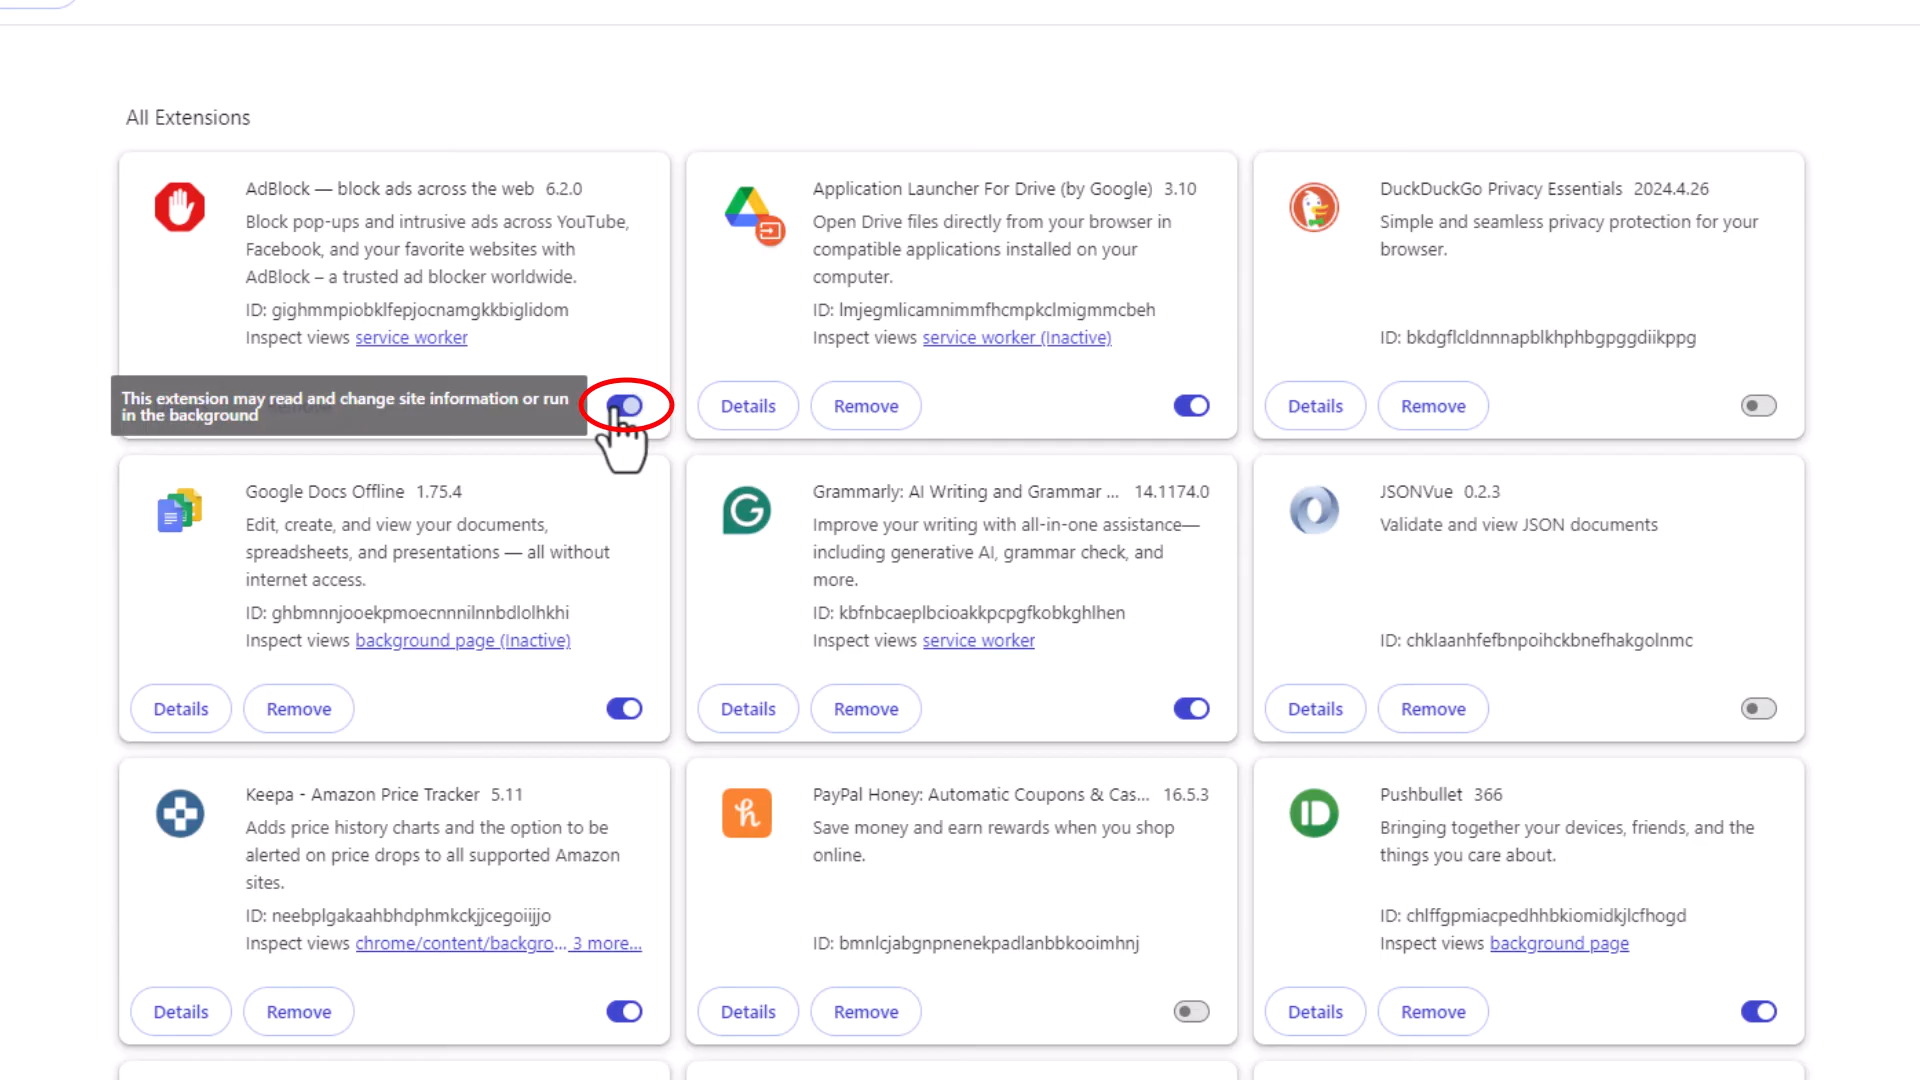 All Extensions
AdBlock — block ads across the web 6.2.0
Block pop-ups and intrusive ads across YouTube,
Facebook, and your favorite websites with
AdBlock – a trusted ad blocker worldwide.
ID: gighmmpiobklfepjocnamgkkbiglidom
Inspect views service worker
This extension may read and change site information or run
in the background
Application Launcher For Drive (by Google) 3.10
Open Drive files directly from your browser in
compatible applications installed on your
computer.
ID: lmjegmlicamnimmfhcmpkclmigmmcbeh
Inspect views service worker (Inactive)
Details Remove
DuckDuckGo Privacy Essentials 2024.4.26
Simple and seamless privacy protection for your
browser.
ID: bkdgflcldnnnapblkhphbgpggdiikppg
Details Remove
Google Docs Offline 1.75.4
Edit, create, and view your documents,
spreadsheets, and presentations — all without
internet access.
ID: ghbmnnjooekpmoecnnnilnnbdlolhkhi
Inspect views background page (Inactive)
Details Remove
Grammarly: AI Writing and Grammar ... 14.1174.0
Improve your writing with all-in-one assistance—
including generative AI, grammar check, and
more.
ID: kbfnbcaeplbcioakkpcpgfkobkghlhen
Inspect views service worker
Details Remove
JSONVue 0.2.3
Validate and view JSON documents
ID: chklaanhfefbnpoihckbnefhakgolnmc
Details Remove
Keepa - Amazon Price Tracker 5.11
Adds price history charts and the option to be
alerted on price drops to all supported Amazon
sites.
ID: neebplgakaahbhdphmkckjjcegoiijjo
Inspect views chrome/content/backgro... 3 more...
Details Remove
PayPal Honey: Automatic Coupons & Cas... 16.5.3
Save money and earn rewards when you shop
online.
ID: bmnlcjabgnpnenekpadlanbbkooimhnj
Details Remove
Pushbullet 366
Bringing together your devices, friends, and the
things you care about.
ID: chlffgpmiacpedhhbkiomidkjlcfhogd
Inspect views background page
Details Remove